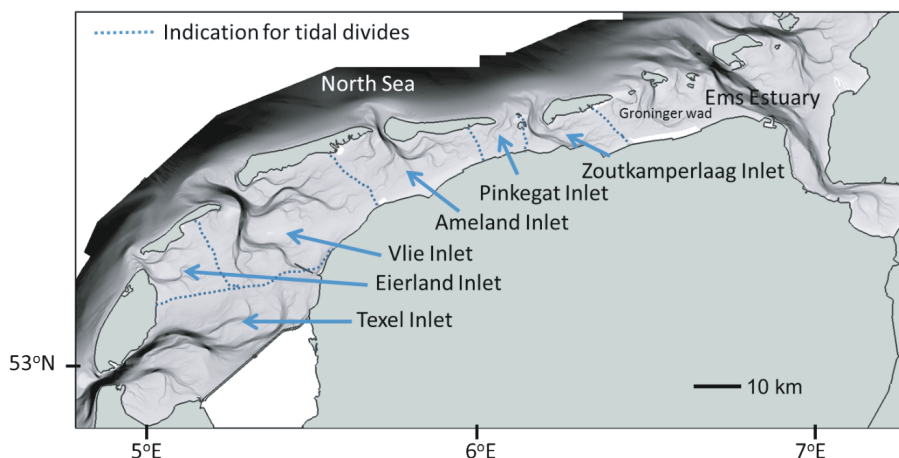 Indication for tidal divides
North Sea
Ems Estuary
Groninger wad
Zoutkamperlaag Inlet
Pinkegat Inlet
Ameland Inlet
Vlie Inlet
Eierland Inlet
Texel Inlet
53°N
10 km
5°E
6°E
7°E